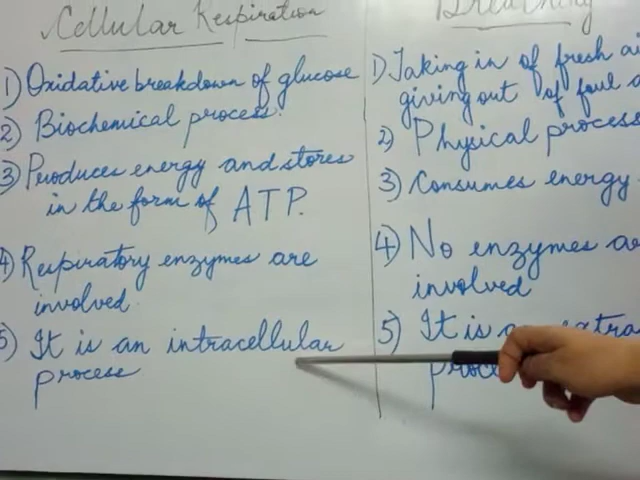 Cellular Respiration
1) Oxidative breakdown of glucose
2) Biochemical process.
3) Produces energy and stores
in the form of ATP.
4) Respiratory enzymes are
involved.
5) It is an intracellular
process
Breathing
1) Taking in of fresh
giving out of foul
2) Physical process
3) Consumes energy.
4) No enzymes
involved
5) It is